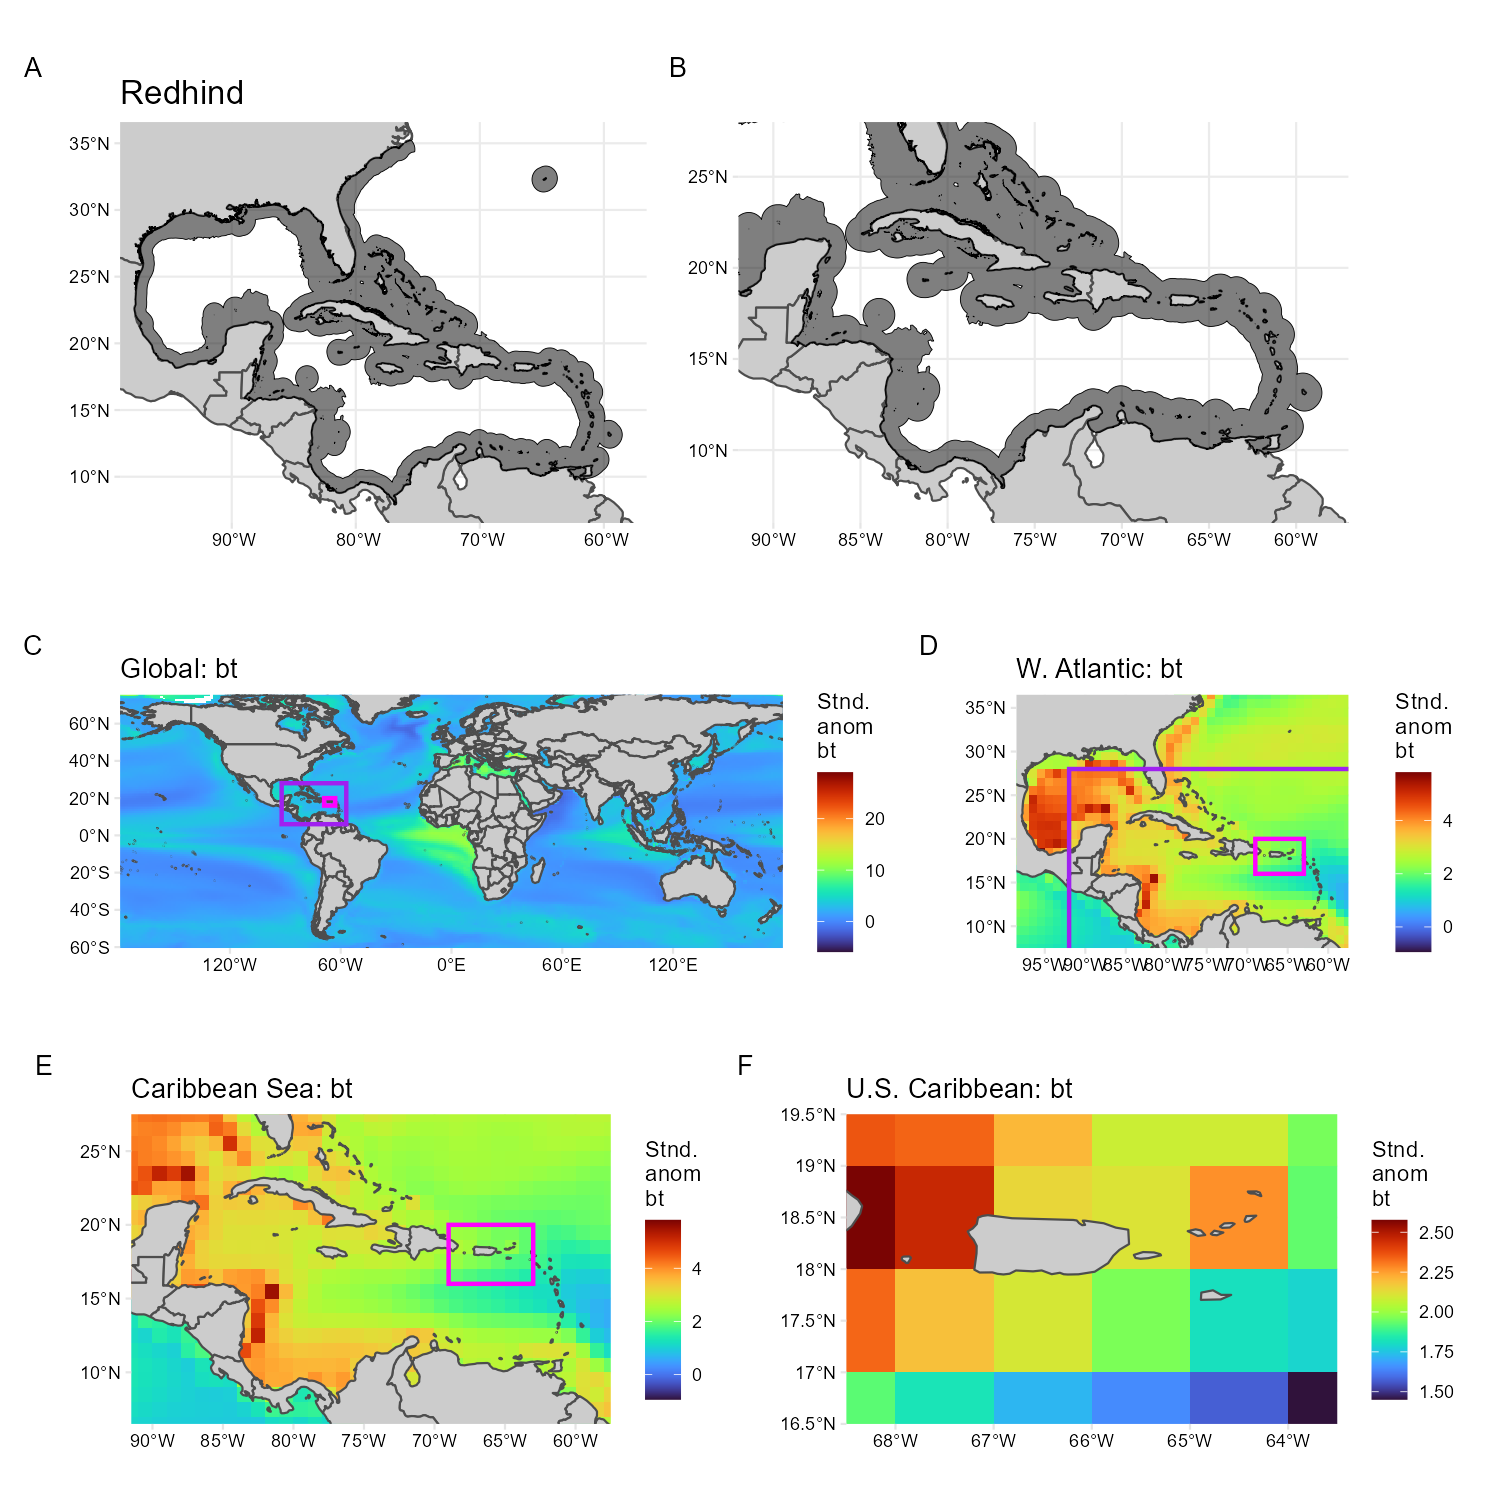 A
B
Redhind
35°N
30°N
25°N
20°N
15°N
10°N
90°W
80°W
70°W
60°W
25°N
20°N
15°N
10°N
90°W
85°W
80°W
75°W
70°W
65°W
60°W
C
D
Global: bt
60°N
40°N
20°N
0°N
20°S
40°S
60°S
120°W
60°W
0°E
60°E
120°E
Stnd.
anom
bt
20
10
0
W. Atlantic: bt
35°N
30°N
25°N
20°N
15°N
10°N
95°W
90°W
85°W
80°W
75°W
70°W
65°W
60°W
Stnd.
anom
bt
4
2
0
E
F
Caribbean Sea: bt
25°N
20°N
15°N
10°N
90°W
85°W
80°W
75°W
70°W
65°W
60°W
Stnd.
anom
bt
4
2
0
U.S. Caribbean: bt
19.5°N
19°N
18.5°N
18°N
17.5°N
17°N
16.5°N
68°W
67°W
66°W
65°W
64°W
Stnd.
anom
bt
2.50
2.25
2.00
1.75
1.50